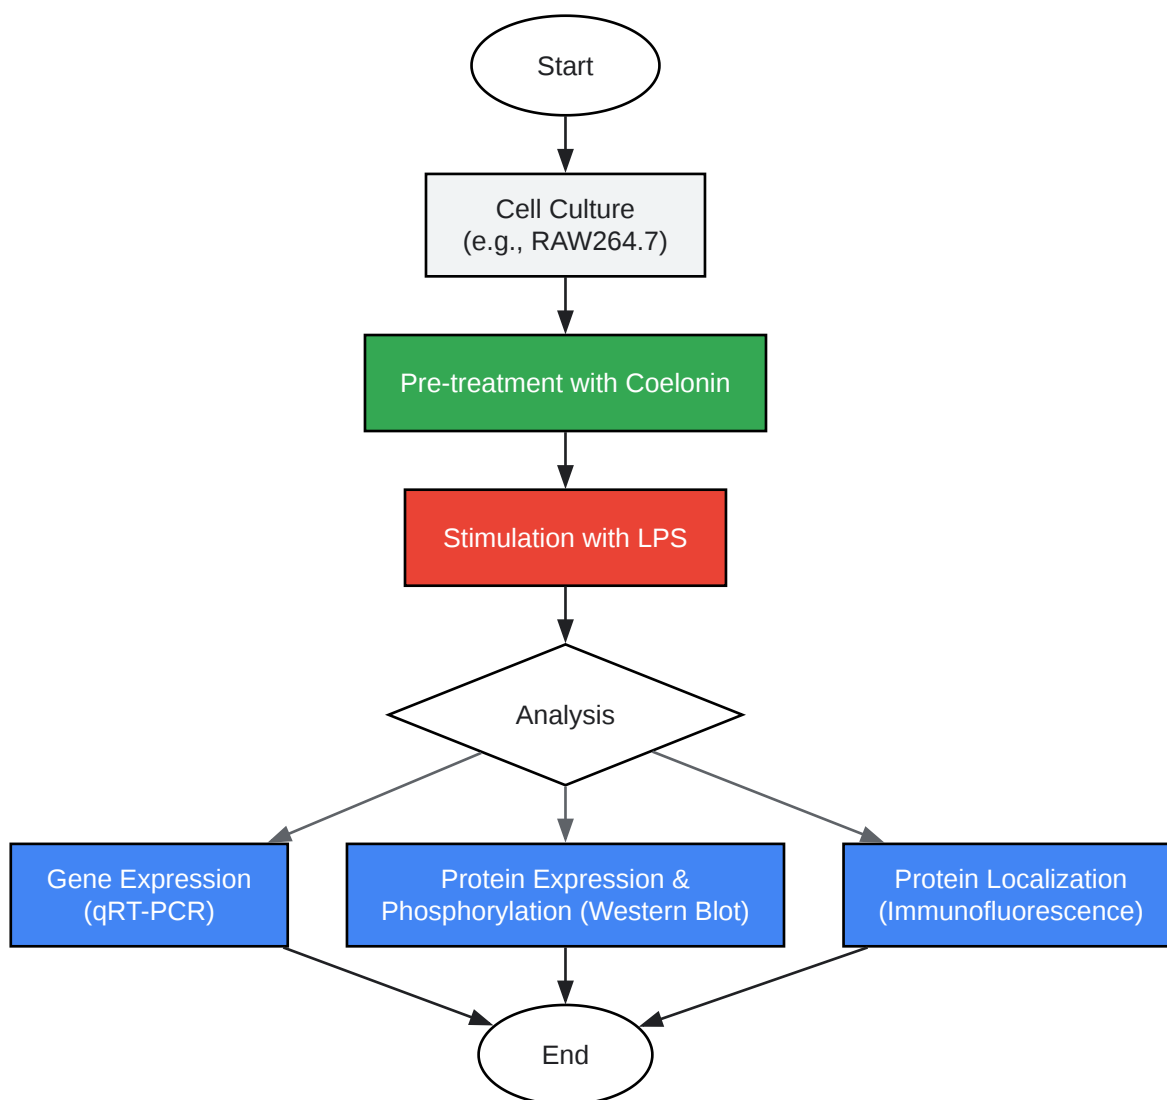 Start
Cell Culture
(e.g., RAW264.7)
Pre-treatment with Coelonin
Stimulation with LPS
Analysis
Gene Expression
(qRT-PCR)
Protein Expression &
Phosphorylation (Western Blot)
Protein Localization
(Immunofluorescence)
End